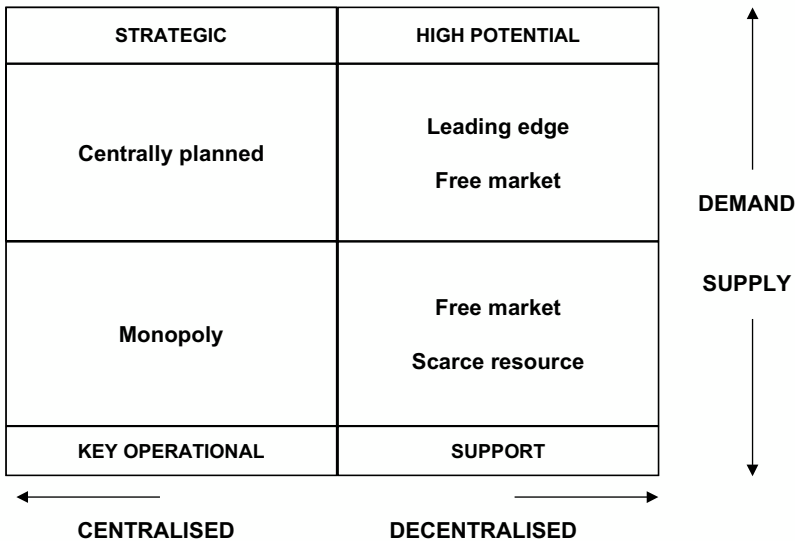 STRATEGIC
HIGH POTENTIAL
Centrally planned
Leading edge
Free market
DEMAND
SUPPLY
Monopoly
Free market
Scarce resource
KEY OPERATIONAL
SUPPORT
CENTRALISED
DECENTRALISED